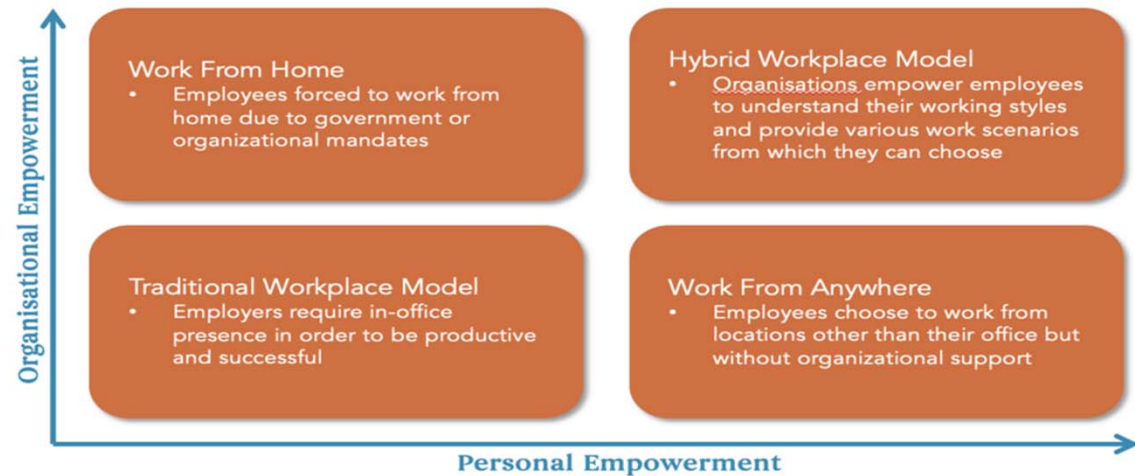 Organisational Empowerment
Work From Home
• Employees forced to work from
home due to government or
organizational mandates
Hybrid Workplace Model
• Organisations empower employees
to understand their working styles
and provide various work scenarios
from which they can choose
Traditional Workplace Model
• Employers require in-office
presence in order to be productive
and successful
Work From Anywhere
• Employees choose to work from
locations other than their office but
without organizational support
Personal Empowerment